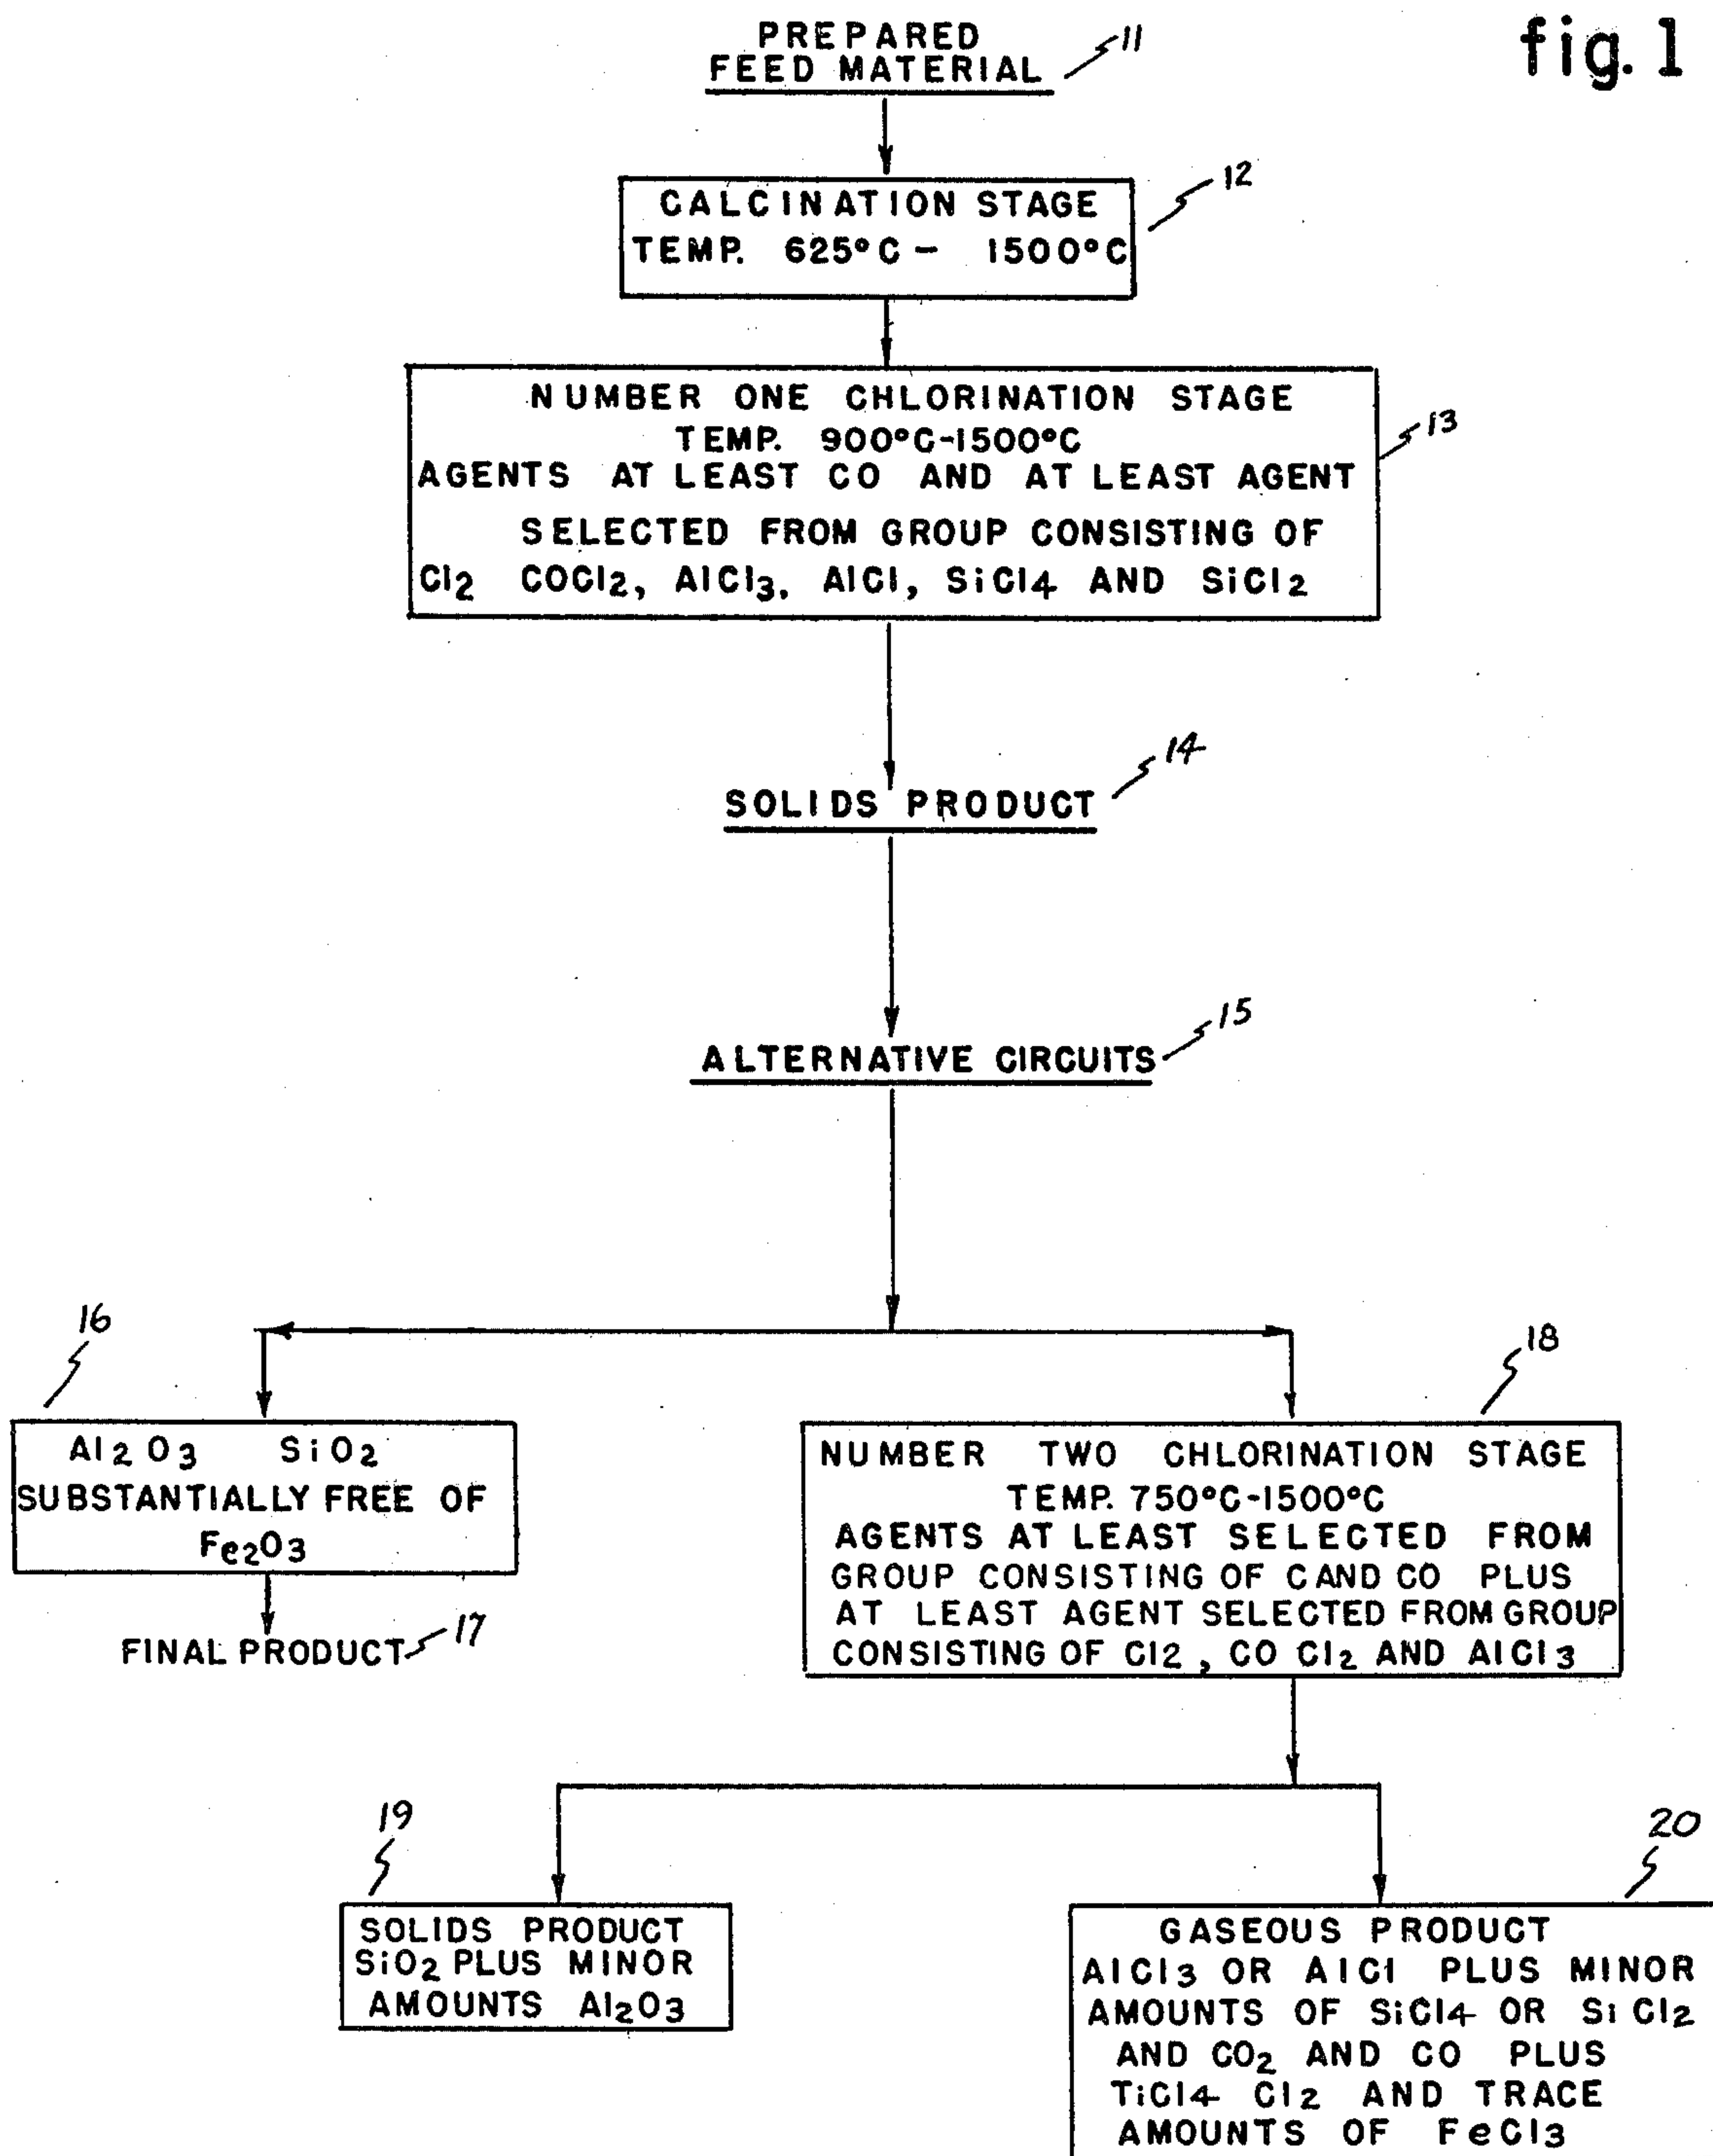 fig. 1
PREPARED
FEED MATERIAL
11
CALCINATION STAGE
TEMP. 625°C - 1500°C
12
NUMBER ONE CHLORINATION STAGE
TEMP. 900°C-1500°C
AGENTS AT LEAST CO AND AT LEAST AGENT
SELECTED FROM GROUP CONSISTING OF
Cl2 COCl2, AlCl3, AlCl, SiCl4 AND SiCl2
13
SOLIDS PRODUCT
14
ALTERNATIVE CIRCUITS
15
16
Al2O3 SiO2
SUBSTANTIALLY FREE OF
Fe2O3
FINAL PRODUCT
17
18
NUMBER TWO CHLORINATION STAGE
TEMP. 750°C-1500°C
AGENTS AT LEAST SELECTED FROM
GROUP CONSISTING OF C AND CO PLUS
AT LEAST AGENT SELECTED FROM GROUP
CONSISTING OF Cl2, CO Cl2 AND AlCl3
19
SOLIDS PRODUCT
SiO2 PLUS MINOR
AMOUNTS Al2O3
20
GASEOUS PRODUCT
AlCl3 OR AlCl PLUS MINOR
AMOUNTS OF SiCl4 OR SiCl2
AND CO2 AND CO PLUS
TiCl4 Cl2 AND TRACE
AMOUNTS OF FeCl3